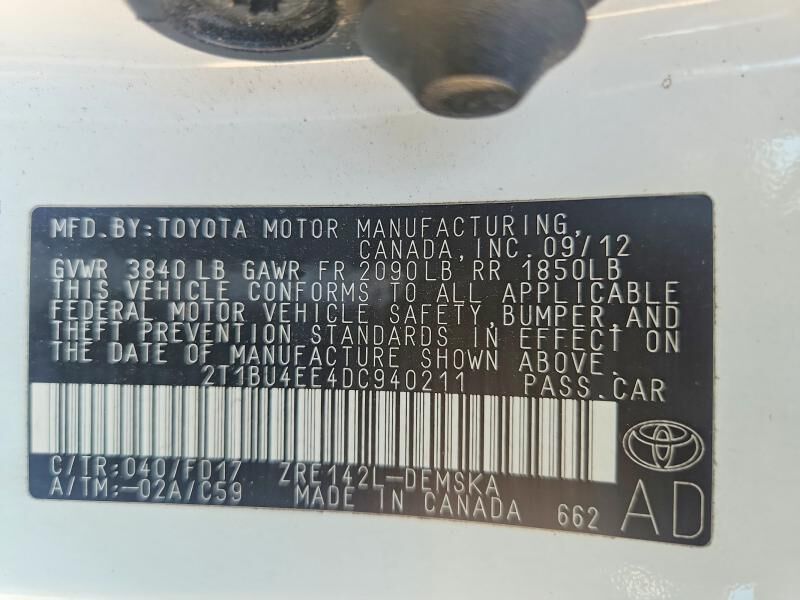 MFD.BY:TOYOTA MOTOR MANUFACTURING,
CANADA,INC. 09/12
GVWR 3840LB GAWR FR 2090LB RR 1850LB
THIS VEHICLE CONFORMS TO ALL APPLICABLE
FEDERAL MOTOR VEHICLE SAFETY,BUMPER,AND
THEFT PREVENTION STANDARDS IN EFFECT ON
THE DATE OF MANUFACTURE SHOWN ABOVE.
2T1BU4EE4DC940211 PASS.CAR
C/TR:040/FD17 ZRE142L-DEMSKA
A/TM:-02A/C59 MADE IN CANADA 662 AD